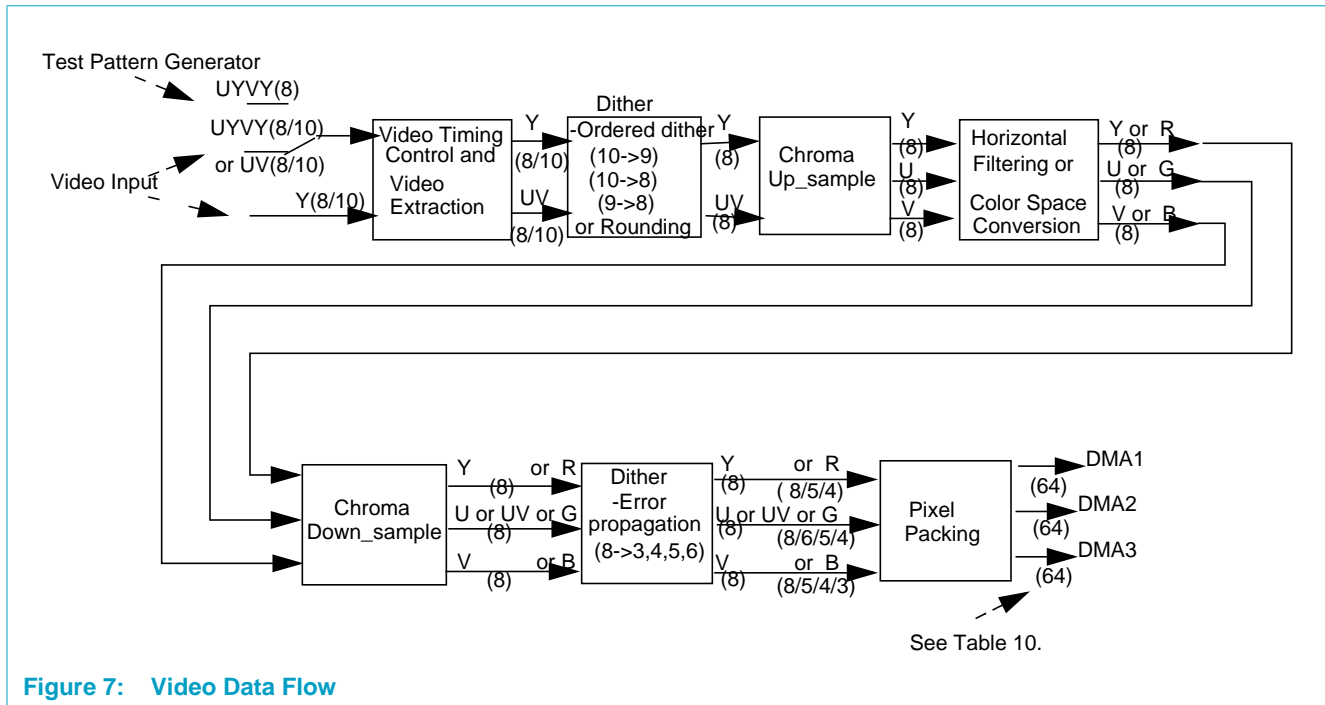 Test Pattern Generator
UYVY(8)
UYVY(8/10)
or UV(8/10)
Video Input
Y(8/10)
Video Timing
Control and
Video
Extraction
Y
(8/10)
UV
(8/10)
Dither
-Ordered dither
(10->9)
(10->8)
(9->8)
or Rounding
Y
(8)
UV
(8)
Chroma
Up_sample
Y
(8)
U
(8)
V
(8)
Horizontal
Filtering or
Color Space
Conversion
Y or R
(8)
U or G
(8)
V or B
(8)
Chroma
Down_sample
Y or R
(8)
U or UV or G
(8)
V or B
(8)
Dither
-Error
propagation
(8->3,4,5,6)
Y or R
(8) ( 8/5/4)
U or UV or G
(8) (8/6/5/4)
V or B
(8) (8/5/4/3)
Pixel
Packing
DMA1
(64)
DMA2
(64)
DMA3
(64)
See Table 10.
Figure 7: Video Data Flow